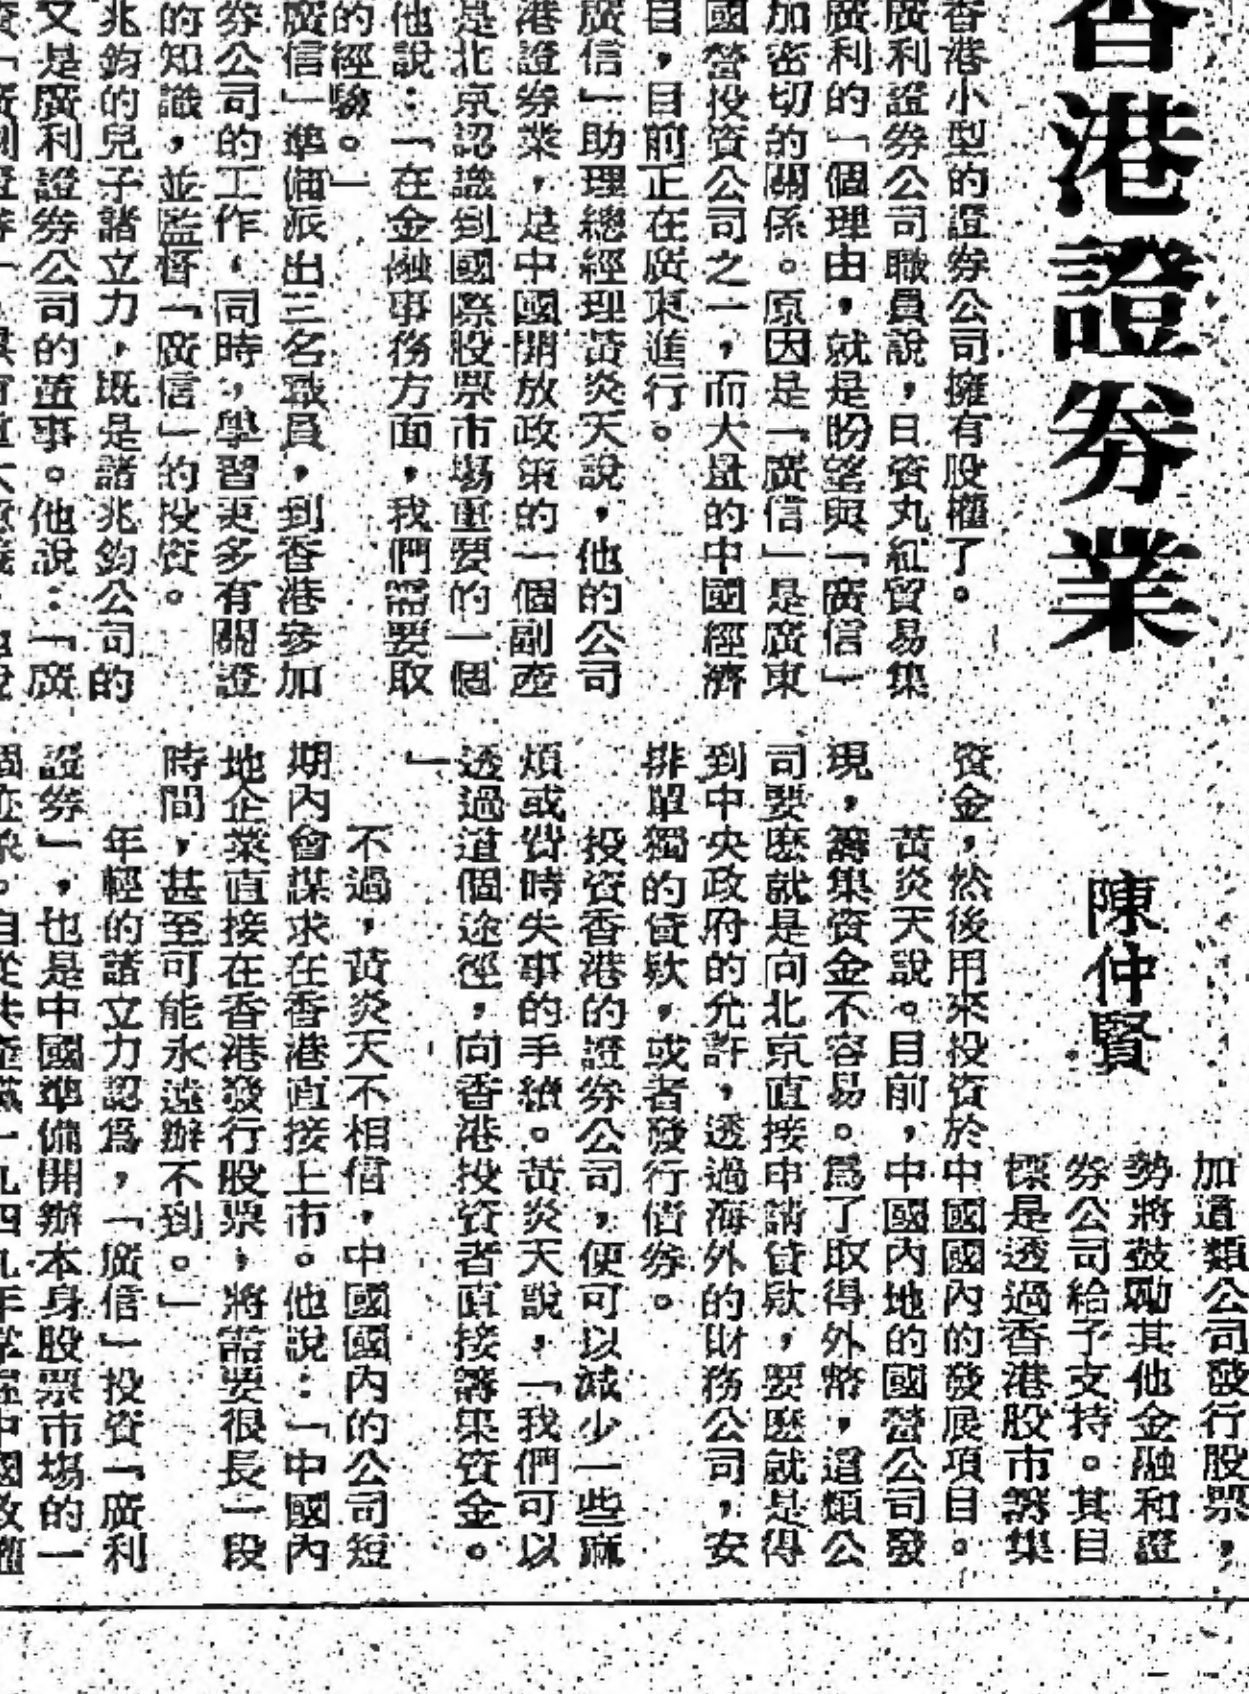 香港證券業
陳仲賢
香港小型的證券公司擁有股權了。
廣利證券公司職員說，日資丸紅貿易集
廣利的「一個理由，就是盼望與「廣信」
加密切的關係。原因是「廣信」是廣東
國營投資公司之一，而大量的中國經濟
目，目前正在廣東進行。
廣信」助理總經理黃炎天說，他的公司
港證券業，是中國開放政策的一個副產
是北京認識到國際股票市場重要的一個
他說：「在金融事務方面，我們需要取
的經驗。」
廣信」準備派出三名職員，到香港參加
券公司的工作，同時，學習更多有關證
的知識，並監督「廣信」的投資。
兆鈞的兒子諸立力，既是諸兆鈞公司的
又是廣利證券公司的董事。他說：「廣
加這類公司發行股票，
勢將鼓勵其他金融和證
券公司給予支持。其目
標是透過香港股市籌集
資金，然後用來投資於中國國內的發展項目。
黃炎天說。目前，中國內地的國營公司發
現，籌集資金不容易。為了取得外幣，這類公
司要麼就是向北京直接申請貸款，要麼就是得
到中央政府的允許，透過海外的財務公司，安
排單獨的貸款，或者發行債券。
投資香港的證券公司，便可以減少一些麻
煩或費時失事的手續。黃炎天說，「我們可以
透過這個途徑，向香港投資者直接籌集資金。
」
不過，黃炎天不相信，中國國內的公司短
期內會謀求在香港直接上市。他說：「中國內
地企業直接在香港發行股票，將需要很長一段
時間，甚至可能永遠辦不到。」
年輕的諸立力認為，「廣信」投資「廣利
證券」，也是中國準備開辦本身股票市場的一